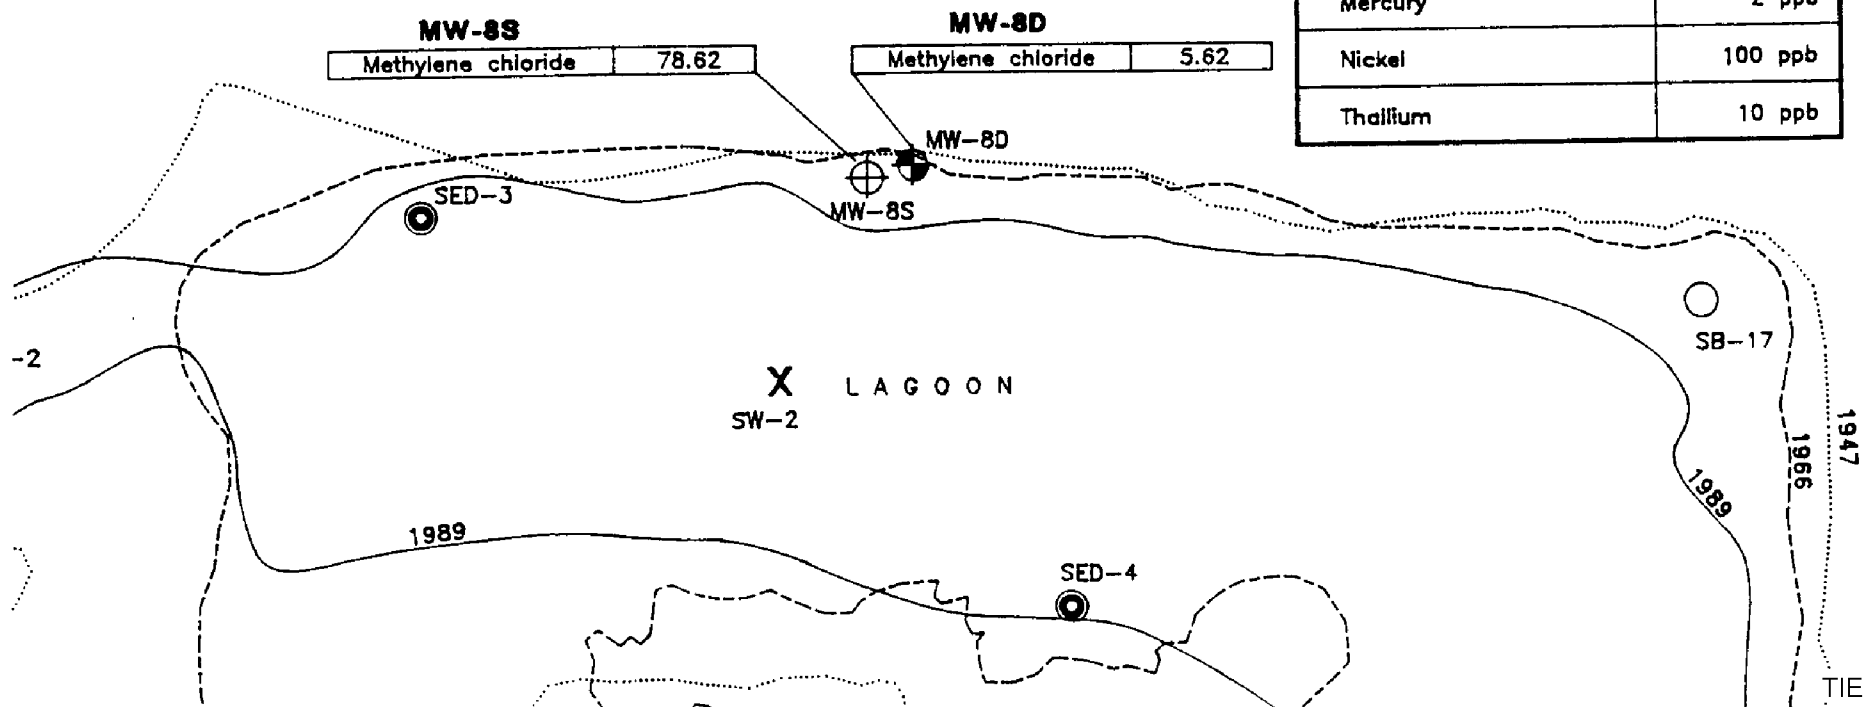 MW-8S
Methylene chloride 78.62
MW-8D
Methylene chloride 5.62
Mercury 2 ppb
Nickel 100 ppb
Thallium 10 ppb
MW-8D
MW-8S
SED-3
SB-17
-2
X LAGOON
SW-2
1947
1966
1989
1989
SED-4
TIE